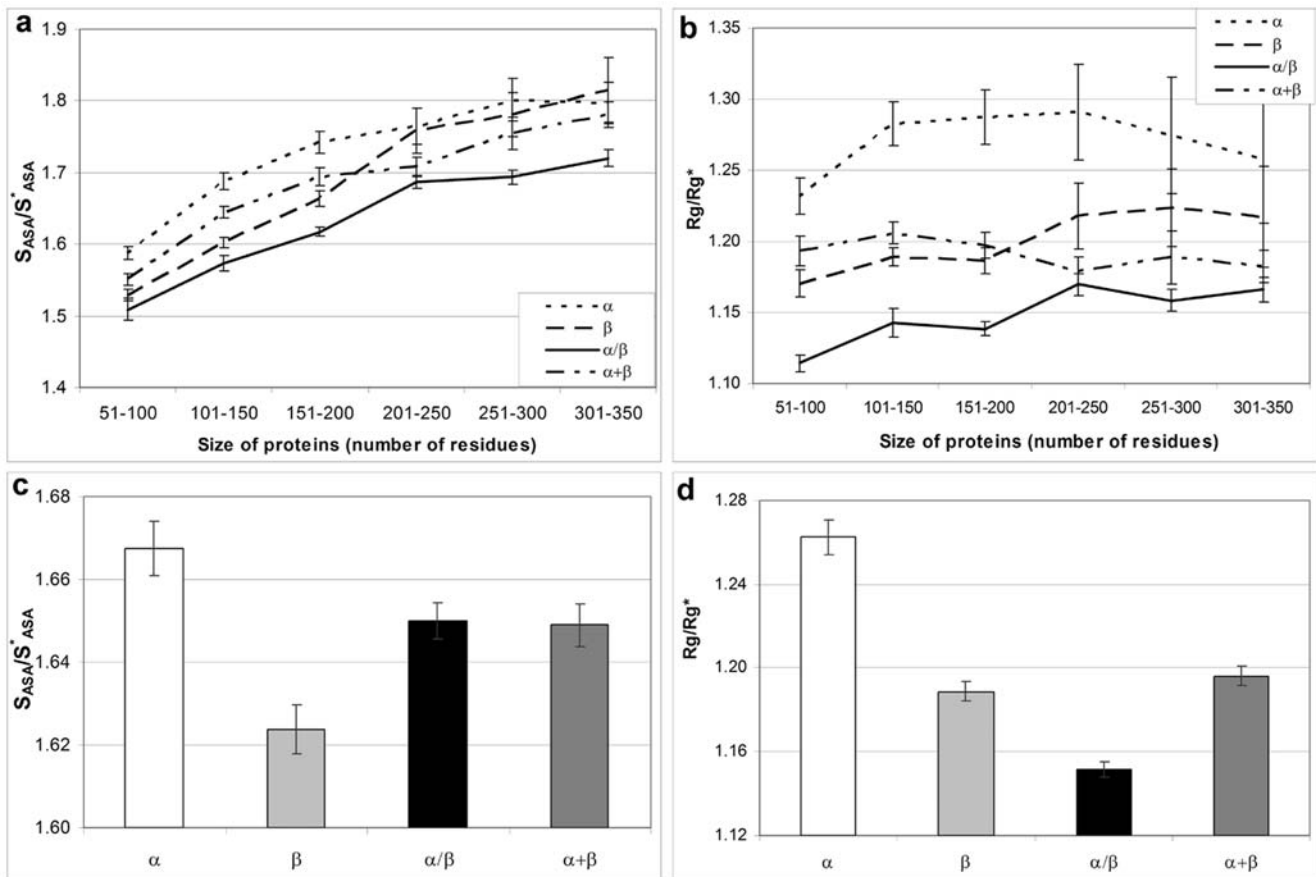 a
1.9
1.8
1.7
1.6
1.5
1.4
S_ASA/S*_ASA
α
β
α/β
α+β
51-100 101-150 151-200 201-250 251-300 301-350
Size of proteins (number of residues)
b
1.35
1.30
1.25
1.20
1.15
1.10
Rg/Rg*
α
β
α/β
α+β
51-100 101-150 151-200 201-250 251-300 301-350
Size of proteins (number of residues)
c
1.68
1.66
1.64
1.62
1.60
S_ASA/S*_ASA
α β α/β α+β
d
1.28
1.24
1.20
1.16
1.12
Rg/Rg*
α β α/β α+β